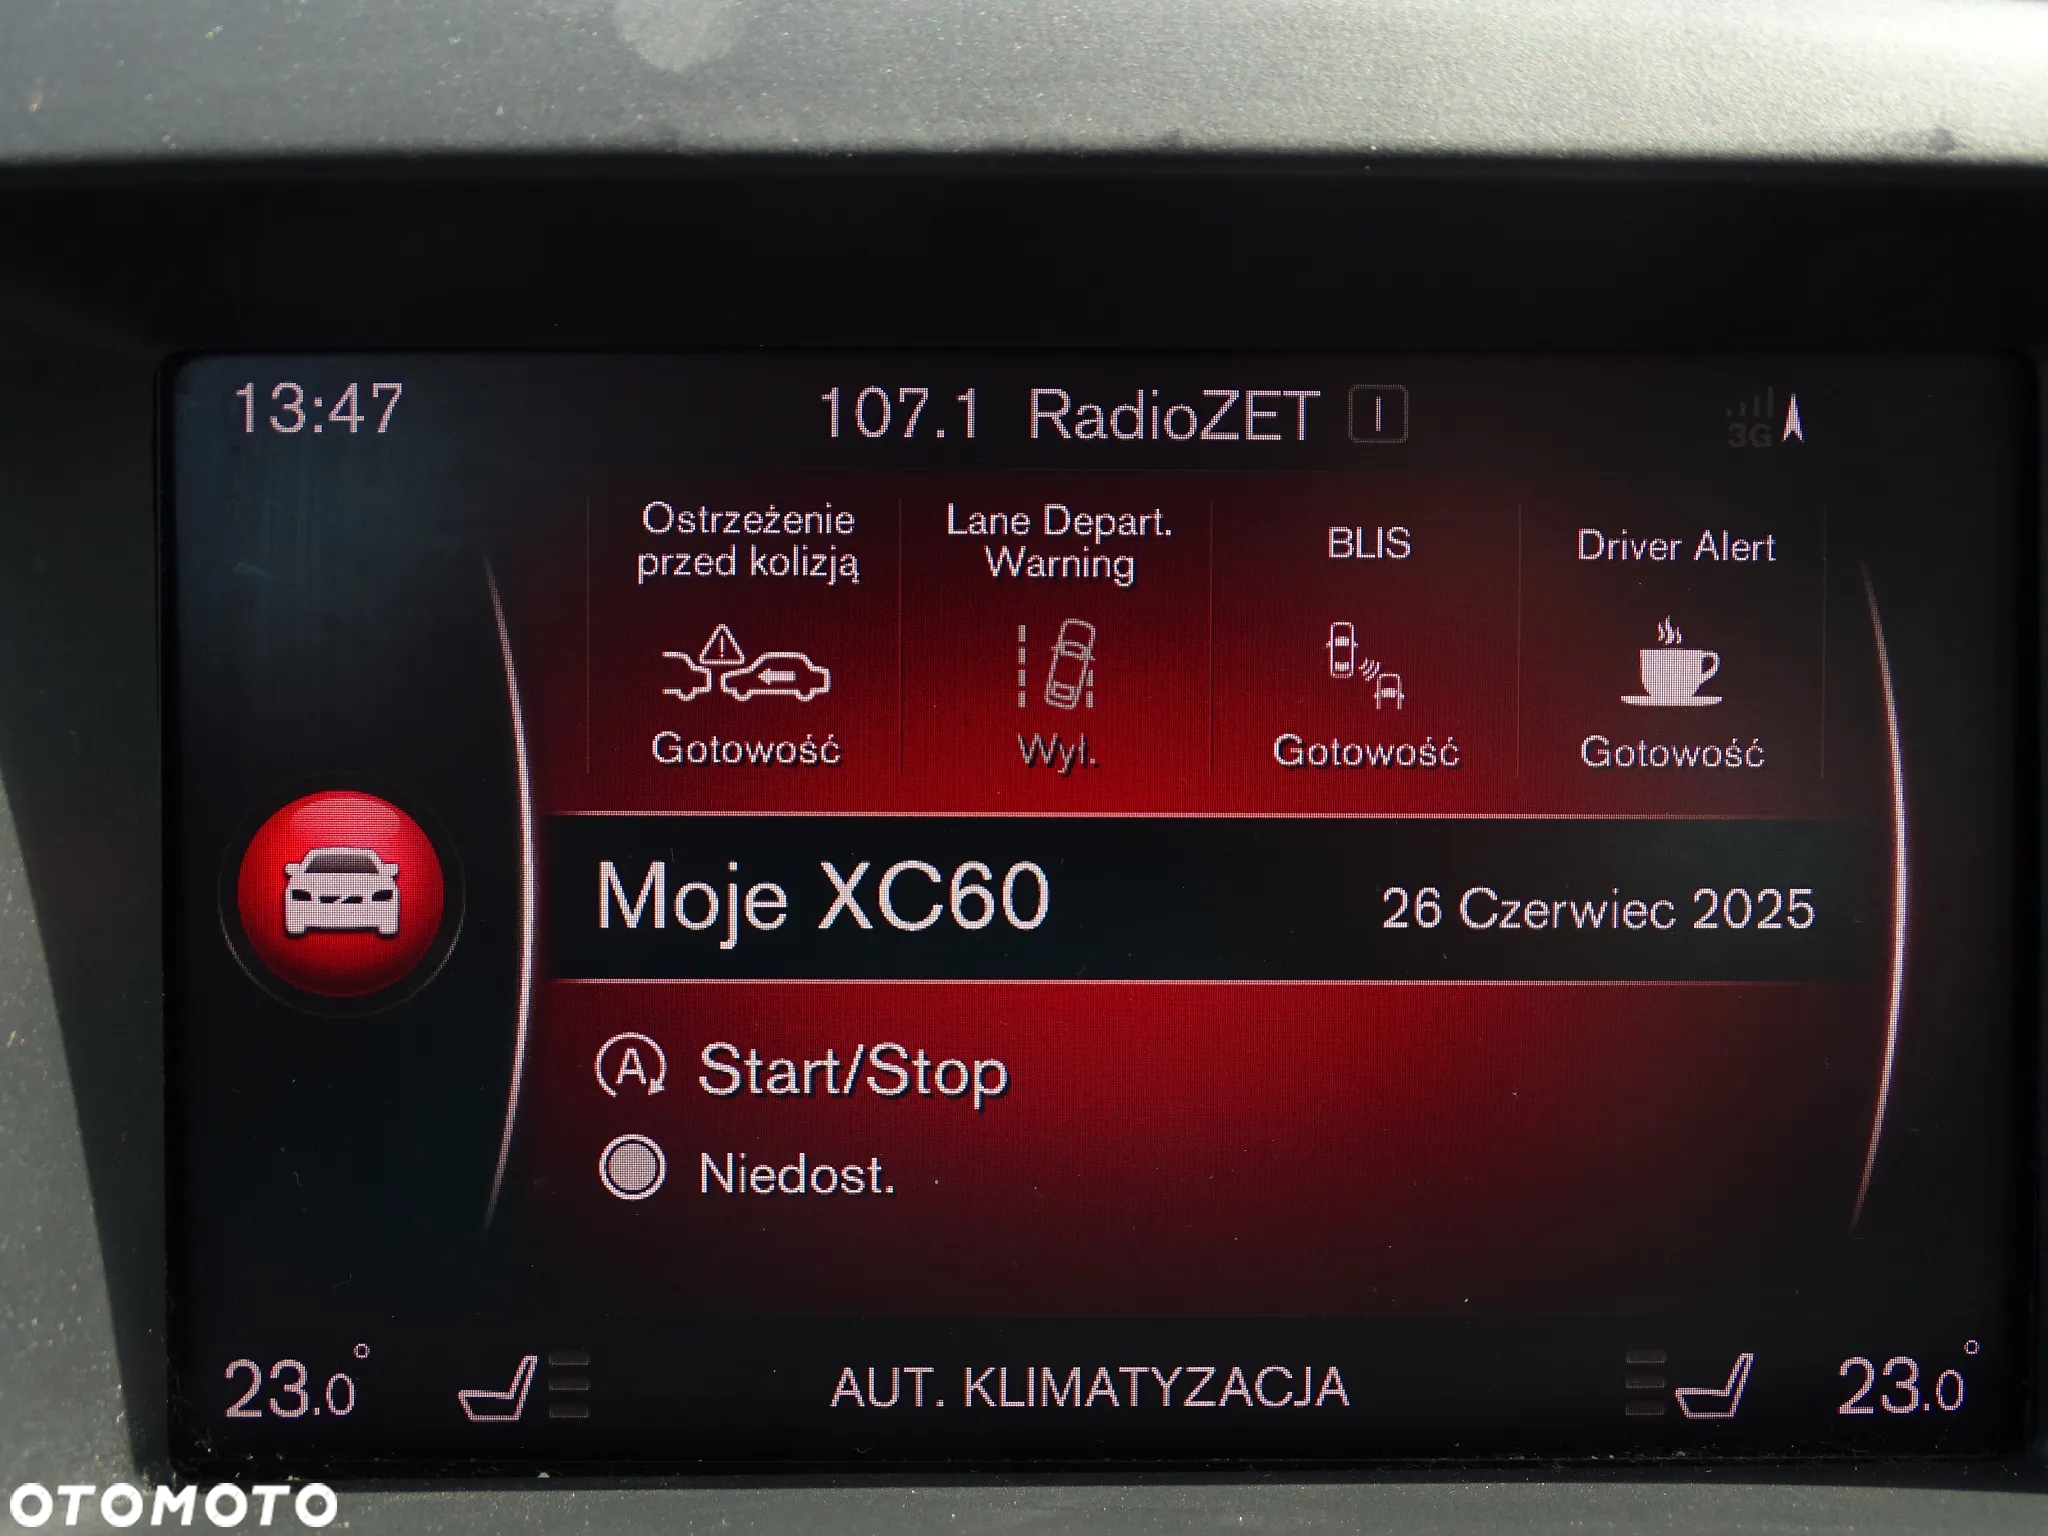 13:47
107.1 RadioZET I
3G
Ostrzeżenie
przed kolizją
Gotowość
Lane Depart.
Warning
Wył.
BLIS
Gotowość
Driver Alert
Gotowość
Moje XC60
26 Czerwiec 2025
A Start/Stop
Niedost.
23.0°
AUT. KLIMATYZACJA
23.0°
OTOMOTO